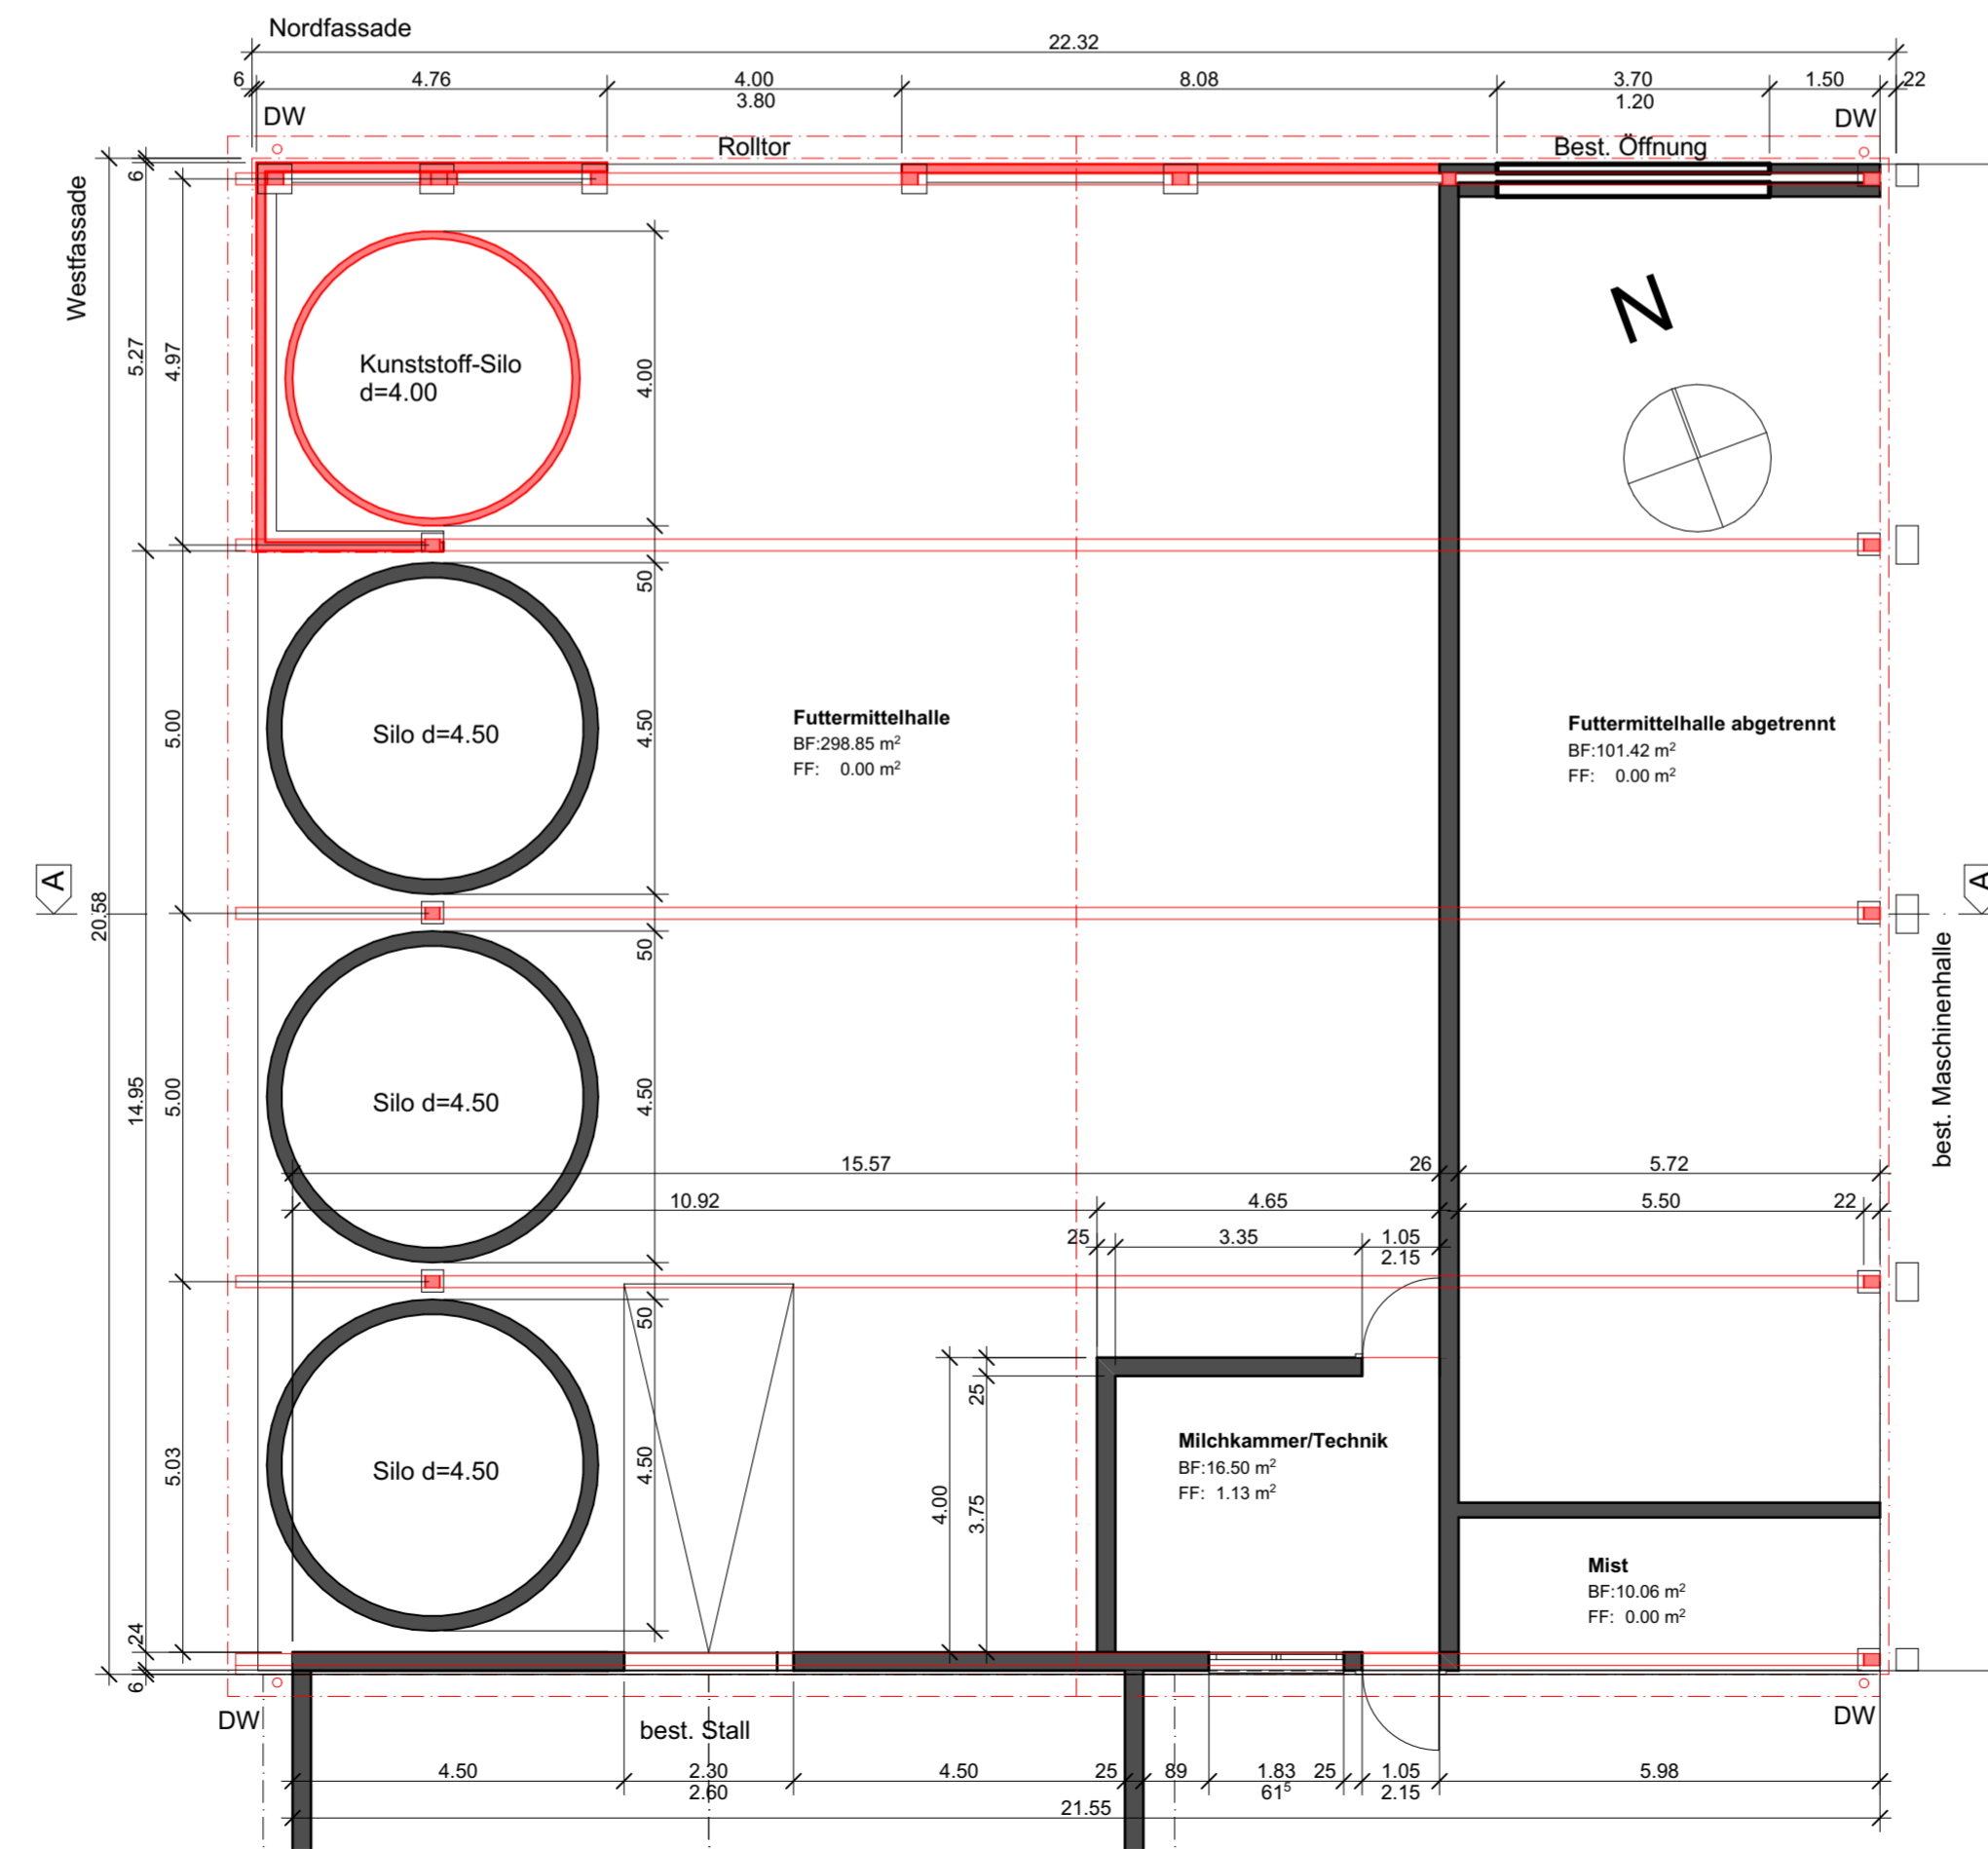 Nordfassade
22.32
6
4.76
4.00
3.80
8.08
3.70
1.20
1.50
22
DW
DW
Rolltor
Best. Öffnung
Westfassade
6
5.27
4.97
Kunststoff-Silo
d=4.00
4.00
N
50
5.00
Silo d=4.50
4.50
Futtermittelhalle
BF:298.85 m²
FF: 0.00 m²
Futtermittelhalle abgetrennt
BF:101.42 m²
FF: 0.00 m²
A
A
20.58
50
best. Maschinenhalle
14.95
5.00
Silo d=4.50
4.50
15.57
26
5.72
10.92
4.65
5.50
22
25
3.35
1.05
2.15
50
5.03
Silo d=4.50
4.50
4.00
25
3.75
Milchkammer/Technik
BF:16.50 m²
FF: 1.13 m²
Mist
BF:10.06 m²
FF: 0.00 m²
24
6
DW
best. Stall
DW
4.50
2.30
2.60
4.50
25
89
1.83
61⁵
25
1.05
2.15
5.98
21.55